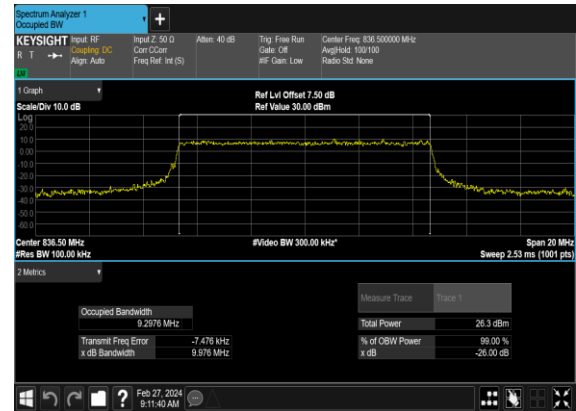 Spectrum Analyzer 1
Occupied BW
KEYSIGHT Input: RF Input Z: 50 Ω Atten: 40 dB Trig: Free Run Center Freq: 836.500000 MHz
R T Coupling: DC Corr CCorr Gate: Off Avg|Hold: 100/100
Align: Auto Freq Ref: Int (S) #IF Gain: Low Radio Std: None
1 Graph
Scale/Div 10.0 dB Ref Lvl Offset 7.50 dB
Ref Value 30.00 dBm
Log
20.0
10.0
0.00
-10.0
-20.0
-30.0
-40.0
-50.0
-60.0
Center 836.50 MHz #Video BW 300.00 kHz* Span 20 MHz
#Res BW 100.00 kHz Sweep 2.53 ms (1001 pts)
2 Metrics
Measure Trace Trace 1
Occupied Bandwidth
9.2976 MHz Total Power 26.3 dBm
Transmit Freq Error -7.476 kHz % of OBW Power 99.00 %
x dB Bandwidth 9.976 MHz x dB -26.00 dB
Feb 27, 2024
9:11:40 AM